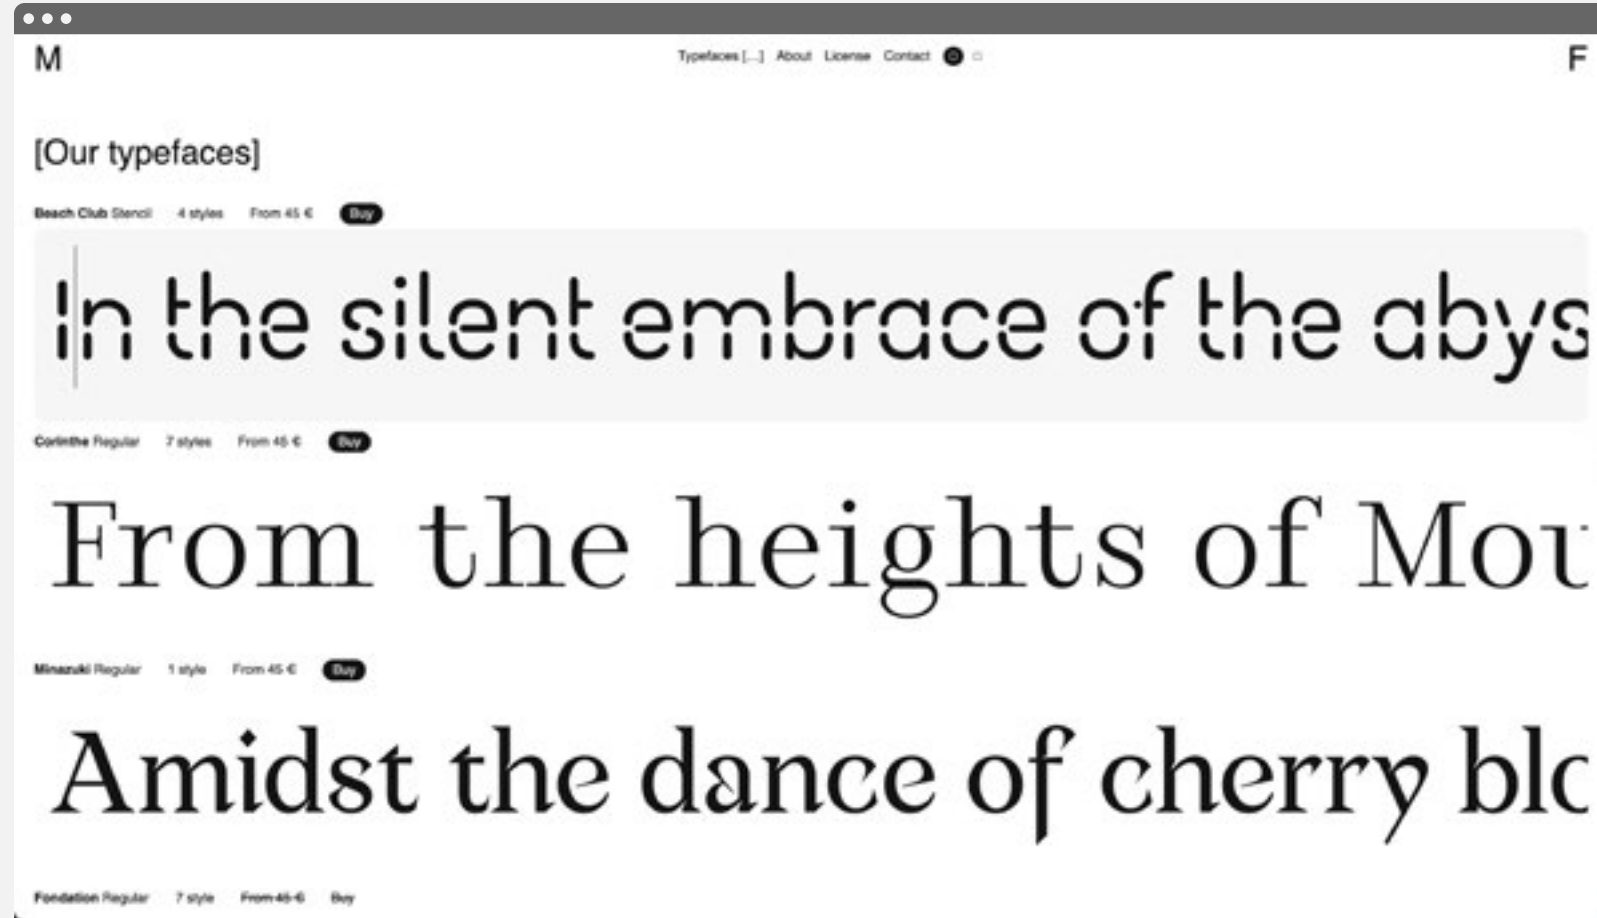 M Typefaces [...] About License Contact F
[Our typefaces]
Beach Club Stencil 4 styles From 45 € Buy
In the silent embrace of the abys
Corinthe Regular 7 styles From 45 € Buy
From the heights of Mou
Minazuki Regular 1 style From 45 € Buy
Amidst the dance of cherry blo
Fondation Regular 7 style From 45 € Buy